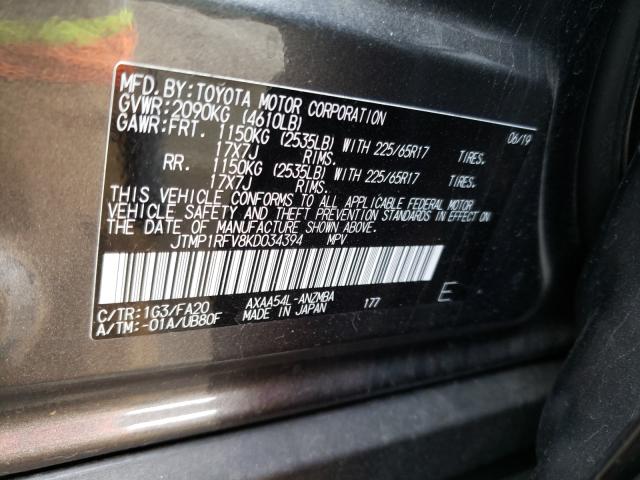 MFD.BY:TOYOTA MOTOR CORPORATION
GVWR:2090KG (4610LB) 06/19
GAWR:FRT. 1150KG (2535LB) WITH 225/65R17 TIRES.
17X7J RIMS.
RR. 1150KG (2535LB) WITH 225/65R17 TIRES.
17X7J RIMS.
THIS VEHICLE CONFORMS TO ALL APPLICABLE FEDERAL MOTOR
VEHICLE SAFETY AND THEFT PREVENTION STANDARDS IN EFFECT ON
THE DATE OF MANUFACTURE SHOWN ABOVE.
JTMP1RFV8KD034394 MPV
C/TR:1G3/FA20 AXAA54L-ANZMBA 177 E
A/TM:-01A/UB80F MADE IN JAPAN